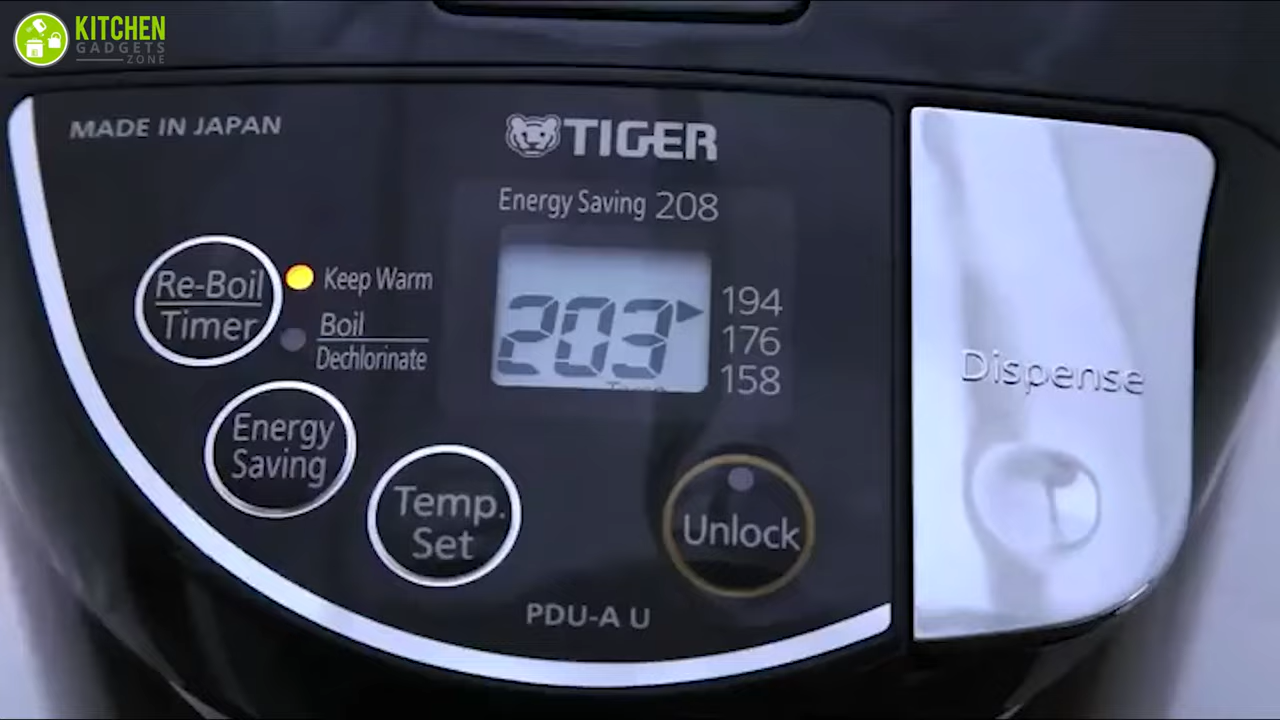 KITCHEN
GADGETS
ZONE
MADE IN JAPAN
TIGER
Energy Saving 208
203
194
176
158
Re-Boil
Timer
Keep Warm
Boil
Dechlorinate
Energy
Saving
Temp.
Set
Unlock
PDU-A U
Dispense